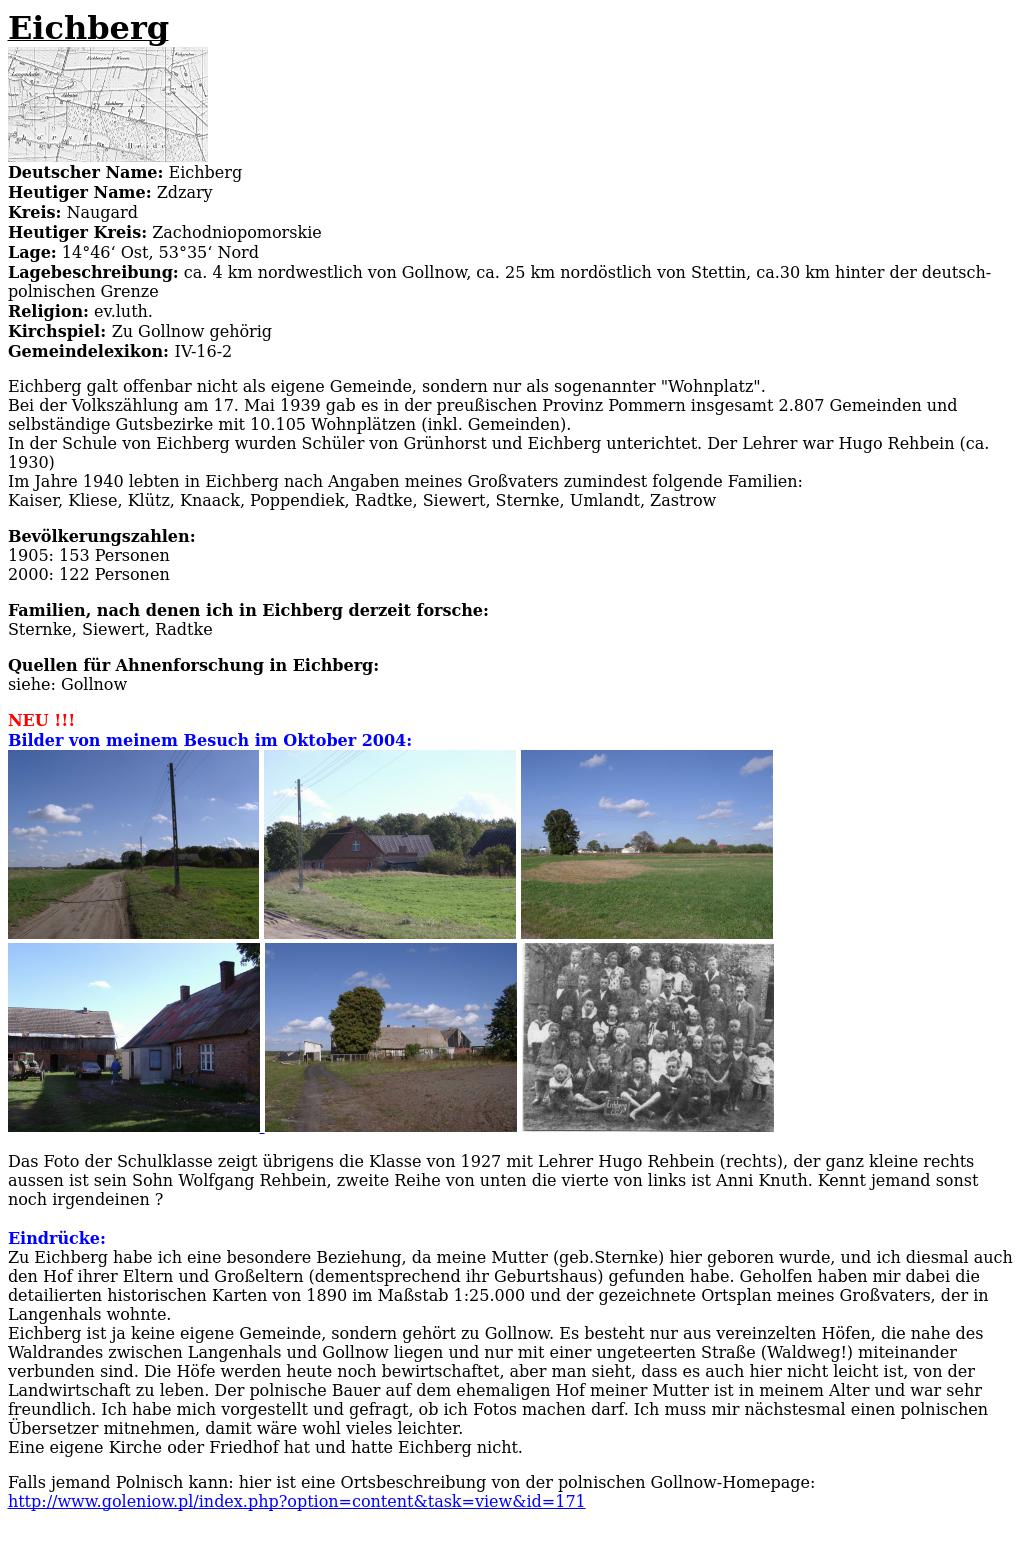 Eichberg
Deutscher Name: Eichberg
Heutiger Name: Zdzary
Kreis: Naugard
Heutiger Kreis: Zachodniopomorskie
Lage: 14°46‘ Ost, 53°35‘ Nord
Lagebeschreibung: ca. 4 km nordwestlich von Gollnow, ca. 25 km nordöstlich von Stettin, ca.30 km hinter der deutsch-
polnischen Grenze
Religion: ev.luth.
Kirchspiel: Zu Gollnow gehörig
Gemeindelexikon: IV-16-2
Eichberg galt offenbar nicht als eigene Gemeinde, sondern nur als sogenannter "Wohnplatz".
Bei der Volkszählung am 17. Mai 1939 gab es in der preußischen Provinz Pommern insgesamt 2.807 Gemeinden und
selbständige Gutsbezirke mit 10.105 Wohnplätzen (inkl. Gemeinden).
In der Schule von Eichberg wurden Schüler von Grünhorst und Eichberg unterichtet. Der Lehrer war Hugo Rehbein (ca.
1930)
Im Jahre 1940 lebten in Eichberg nach Angaben meines Großvaters zumindest folgende Familien:
Kaiser, Kliese, Klütz, Knaack, Poppendiek, Radtke, Siewert, Sternke, Umlandt, Zastrow
Bevölkerungszahlen:
1905: 153 Personen
2000: 122 Personen
Familien, nach denen ich in Eichberg derzeit forsche:
Sternke, Siewert, Radtke
Quellen für Ahnenforschung in Eichberg:
siehe: Gollnow
NEU !!!
Bilder von meinem Besuch im Oktober 2004:
Eichberg
Das Foto der Schulklasse zeigt übrigens die Klasse von 1927 mit Lehrer Hugo Rehbein (rechts), der ganz kleine rechts
aussen ist sein Sohn Wolfgang Rehbein, zweite Reihe von unten die vierte von links ist Anni Knuth. Kennt jemand sonst
noch irgendeinen ?
Eindrücke:
Zu Eichberg habe ich eine besondere Beziehung, da meine Mutter (geb.Sternke) hier geboren wurde, und ich diesmal auch
den Hof ihrer Eltern und Großeltern (dementsprechend ihr Geburtshaus) gefunden habe. Geholfen haben mir dabei die
detailierten historischen Karten von 1890 im Maßstab 1:25.000 und der gezeichnete Ortsplan meines Großvaters, der in
Langenhals wohnte.
Eichberg ist ja keine eigene Gemeinde, sondern gehört zu Gollnow. Es besteht nur aus vereinzelten Höfen, die nahe des
Waldrandes zwischen Langenhals und Gollnow liegen und nur mit einer ungeteerten Straße (Waldweg!) miteinander
verbunden sind. Die Höfe werden heute noch bewirtschaftet, aber man sieht, dass es auch hier nicht leicht ist, von der
Landwirtschaft zu leben. Der polnische Bauer auf dem ehemaligen Hof meiner Mutter ist in meinem Alter und war sehr
freundlich. Ich habe mich vorgestellt und gefragt, ob ich Fotos machen darf. Ich muss mir nächstesmal einen polnischen
Übersetzer mitnehmen, damit wäre wohl vieles leichter.
Eine eigene Kirche oder Friedhof hat und hatte Eichberg nicht.
Falls jemand Polnisch kann: hier ist eine Ortsbeschreibung von der polnischen Gollnow-Homepage:
http://www.goleniow.pl/index.php?option=content&task=view&id=171